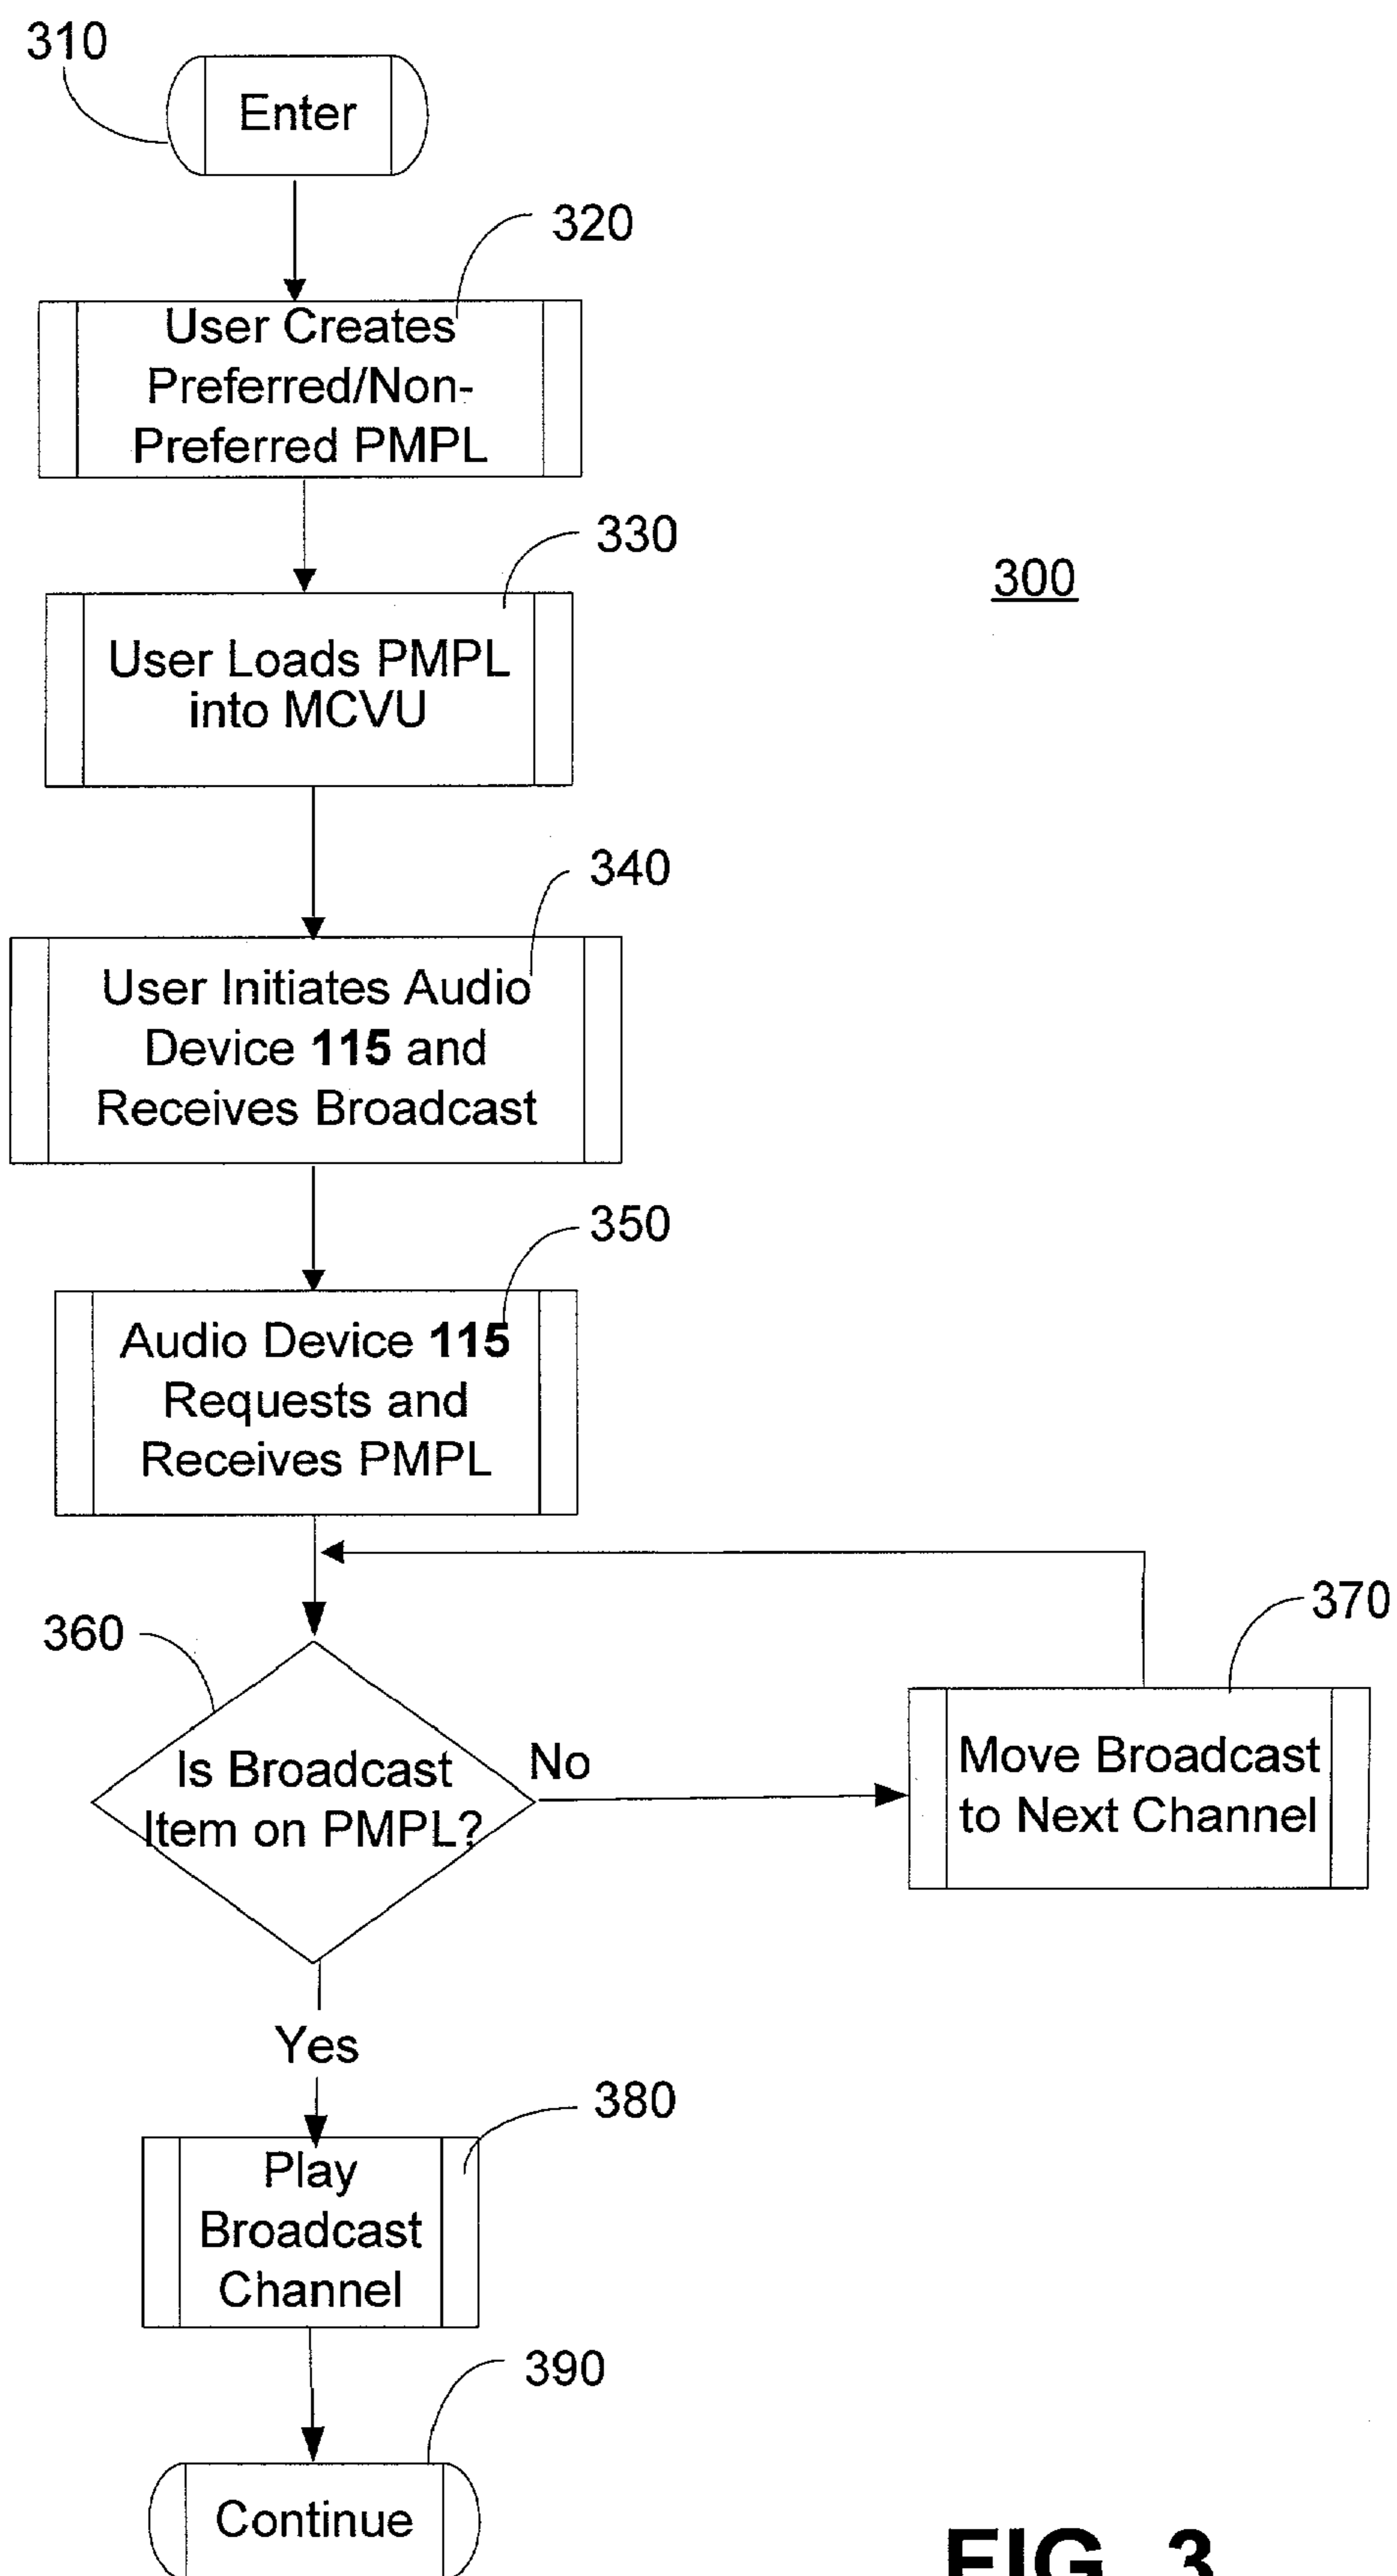 310
Enter
320
User Creates
Preferred/Non-
Preferred PMPL
330
300
User Loads PMPL
into MCVU
340
User Initiates Audio
Device 115 and
Receives Broadcast
350
Audio Device 115
Requests and
Receives PMPL
360
370
Is Broadcast
Item on PMPL?
No
Move Broadcast
to Next Channel
Yes
380
Play
Broadcast
Channel
390
Continue
FIG. 3